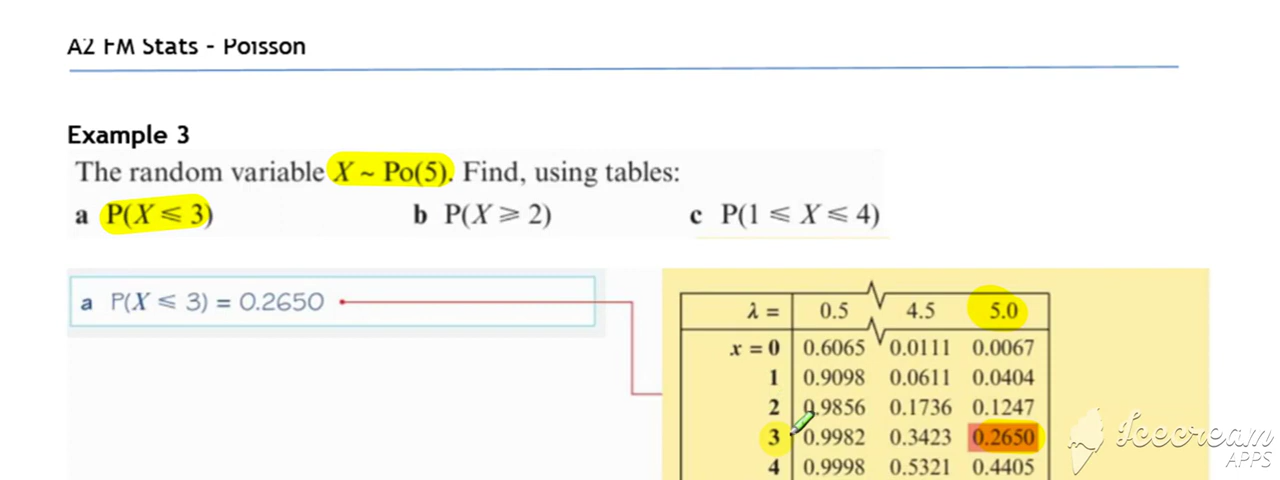 A2 FM Stats - Poisson
Example 3
The random variable X ~ Po(5). Find, using tables:
a P(X ⩽ 3) b P(X ⩾ 2) c P(1 ⩽ X ⩽ 4)
a P(X ⩽ 3) = 0.2650
λ = 0.5 4.5 5.0
x = 0 0.6065 0.0111 0.0067
1 0.9098 0.0611 0.0404
2 0.9856 0.1736 0.1247
3 0.9982 0.3423 0.2650
4 0.9998 0.5321 0.4405
Icecream
APPS